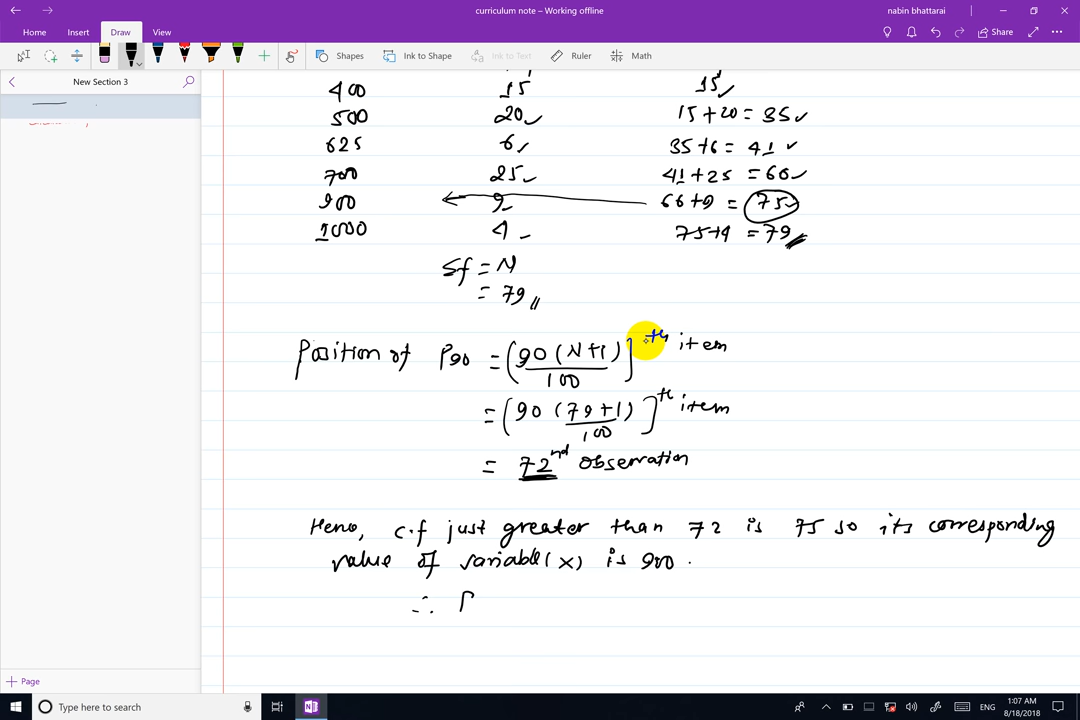 curriculum note – Working offline
nabin bhattarai
Home Insert Draw View
Share
Shapes Ink to Shape Ink to Text Ruler Math
New Section 3
400 15 15
500 20 15+20 = 35
625 6 35+6 = 41
700 25 41+25 = 66
900 9 66+9 = 75
1000 4 75+4 = 79
Σf = N
= 79
Position of P90 = (90(N+1)/100)th item
= (90(79+1)/100)th item
= 72nd observation
Hence, c.f just greater than 72 is 75 so its corresponding
value of variable(x) is 900.
∴ P
Page
Type here to search
ENG
1:07 AM
8/18/2018